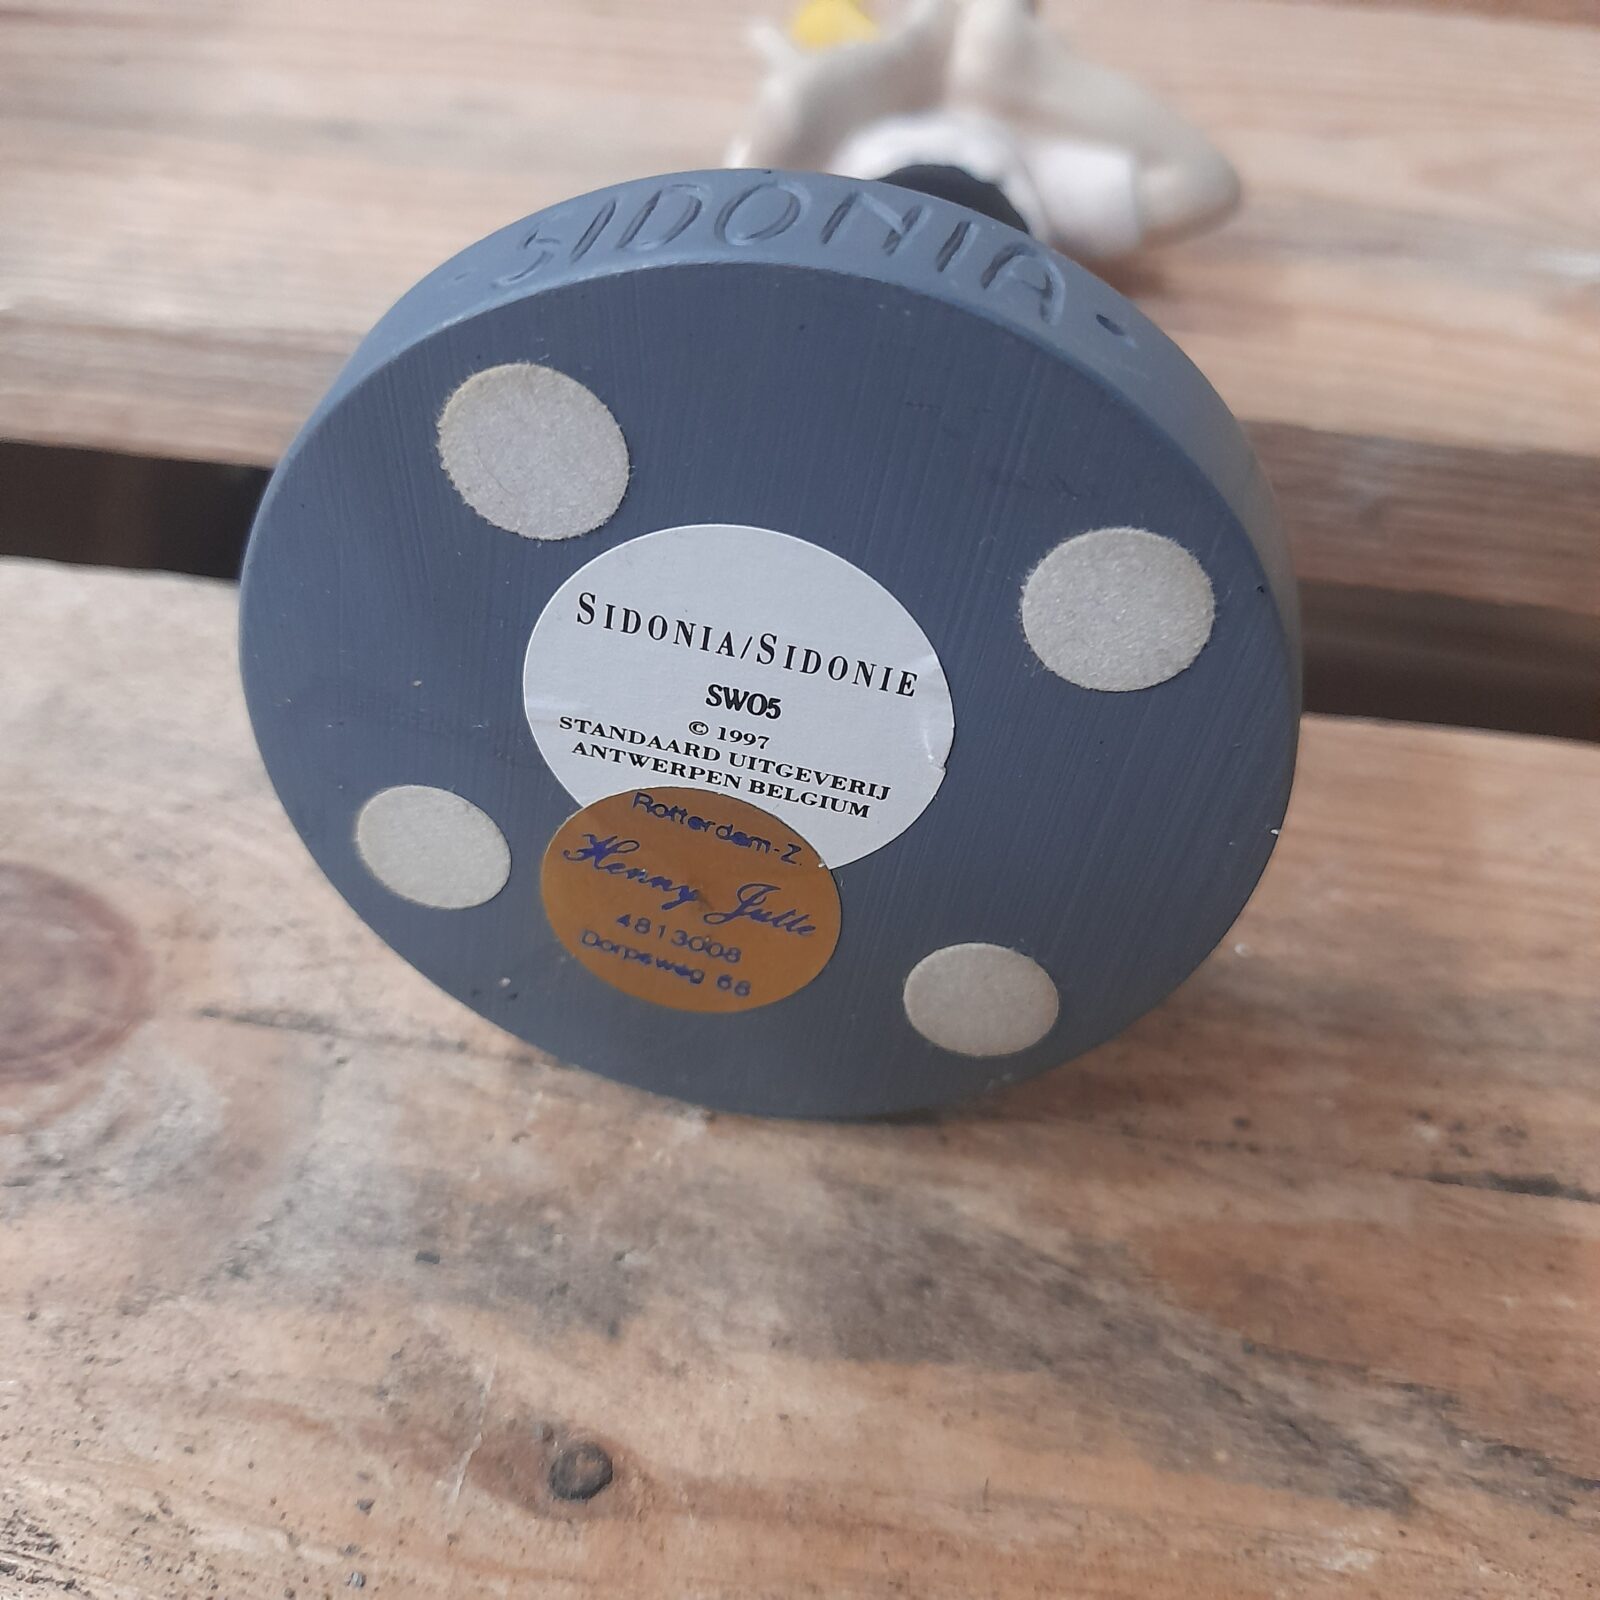 · SIDONIA ·
SIDONIA/SIDONIE
SW05
© 1997
STANDAARD UITGEVERIJ
ANTWERPEN BELGIUM
Rotterdam-Z.
Henny Jutte
4813008
Dorpsweg 68